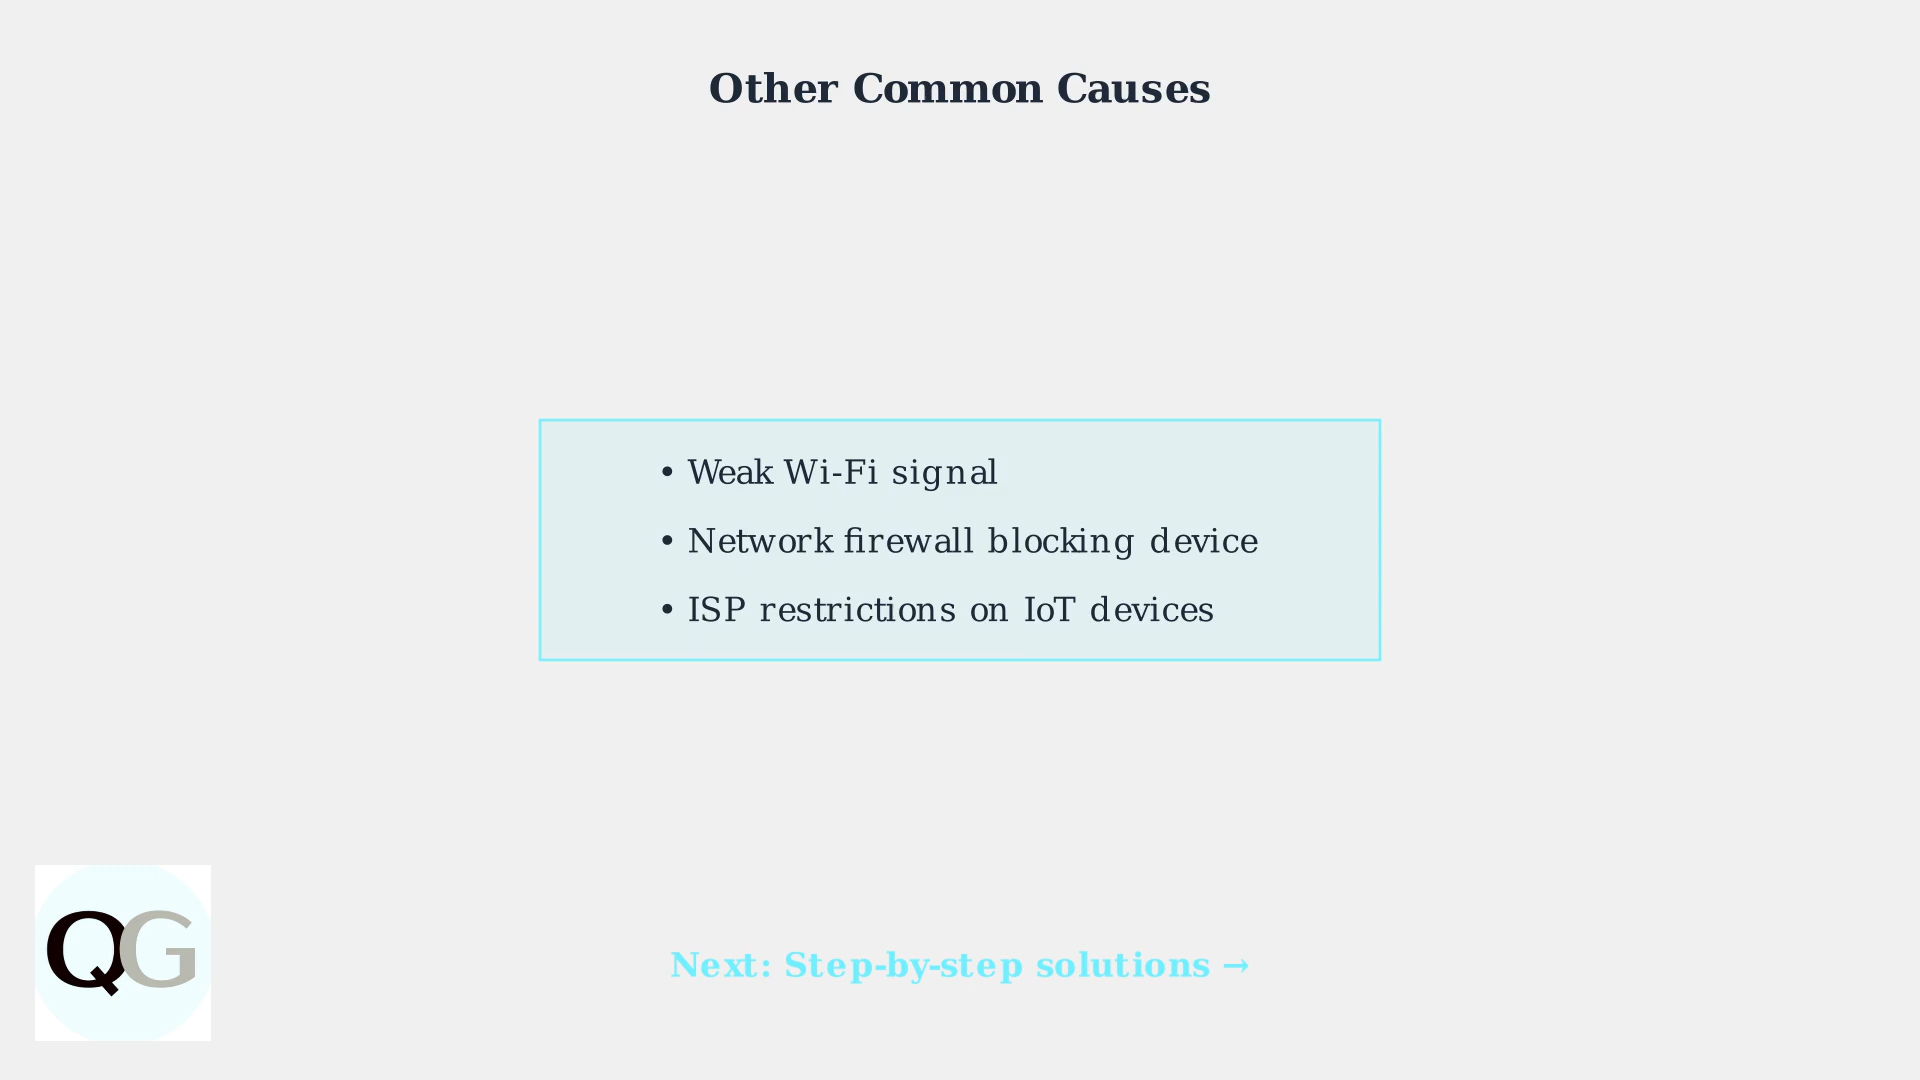 Other Common Causes
• Weak Wi-Fi signal
• Network firewall blocking device
• ISP restrictions on IoT devices
QG
Next: Step-by-step solutions →